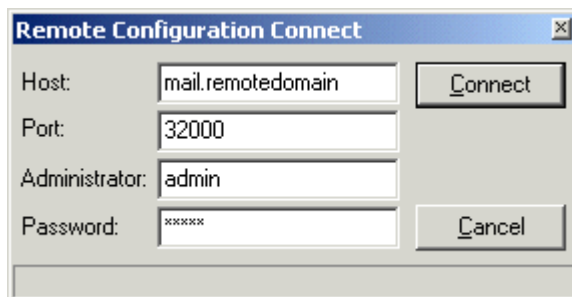 Remote Configuration Connect
Host: mail.remotedomain Connect
Port: 32000
Administrator: admin
Password: ***** Cancel